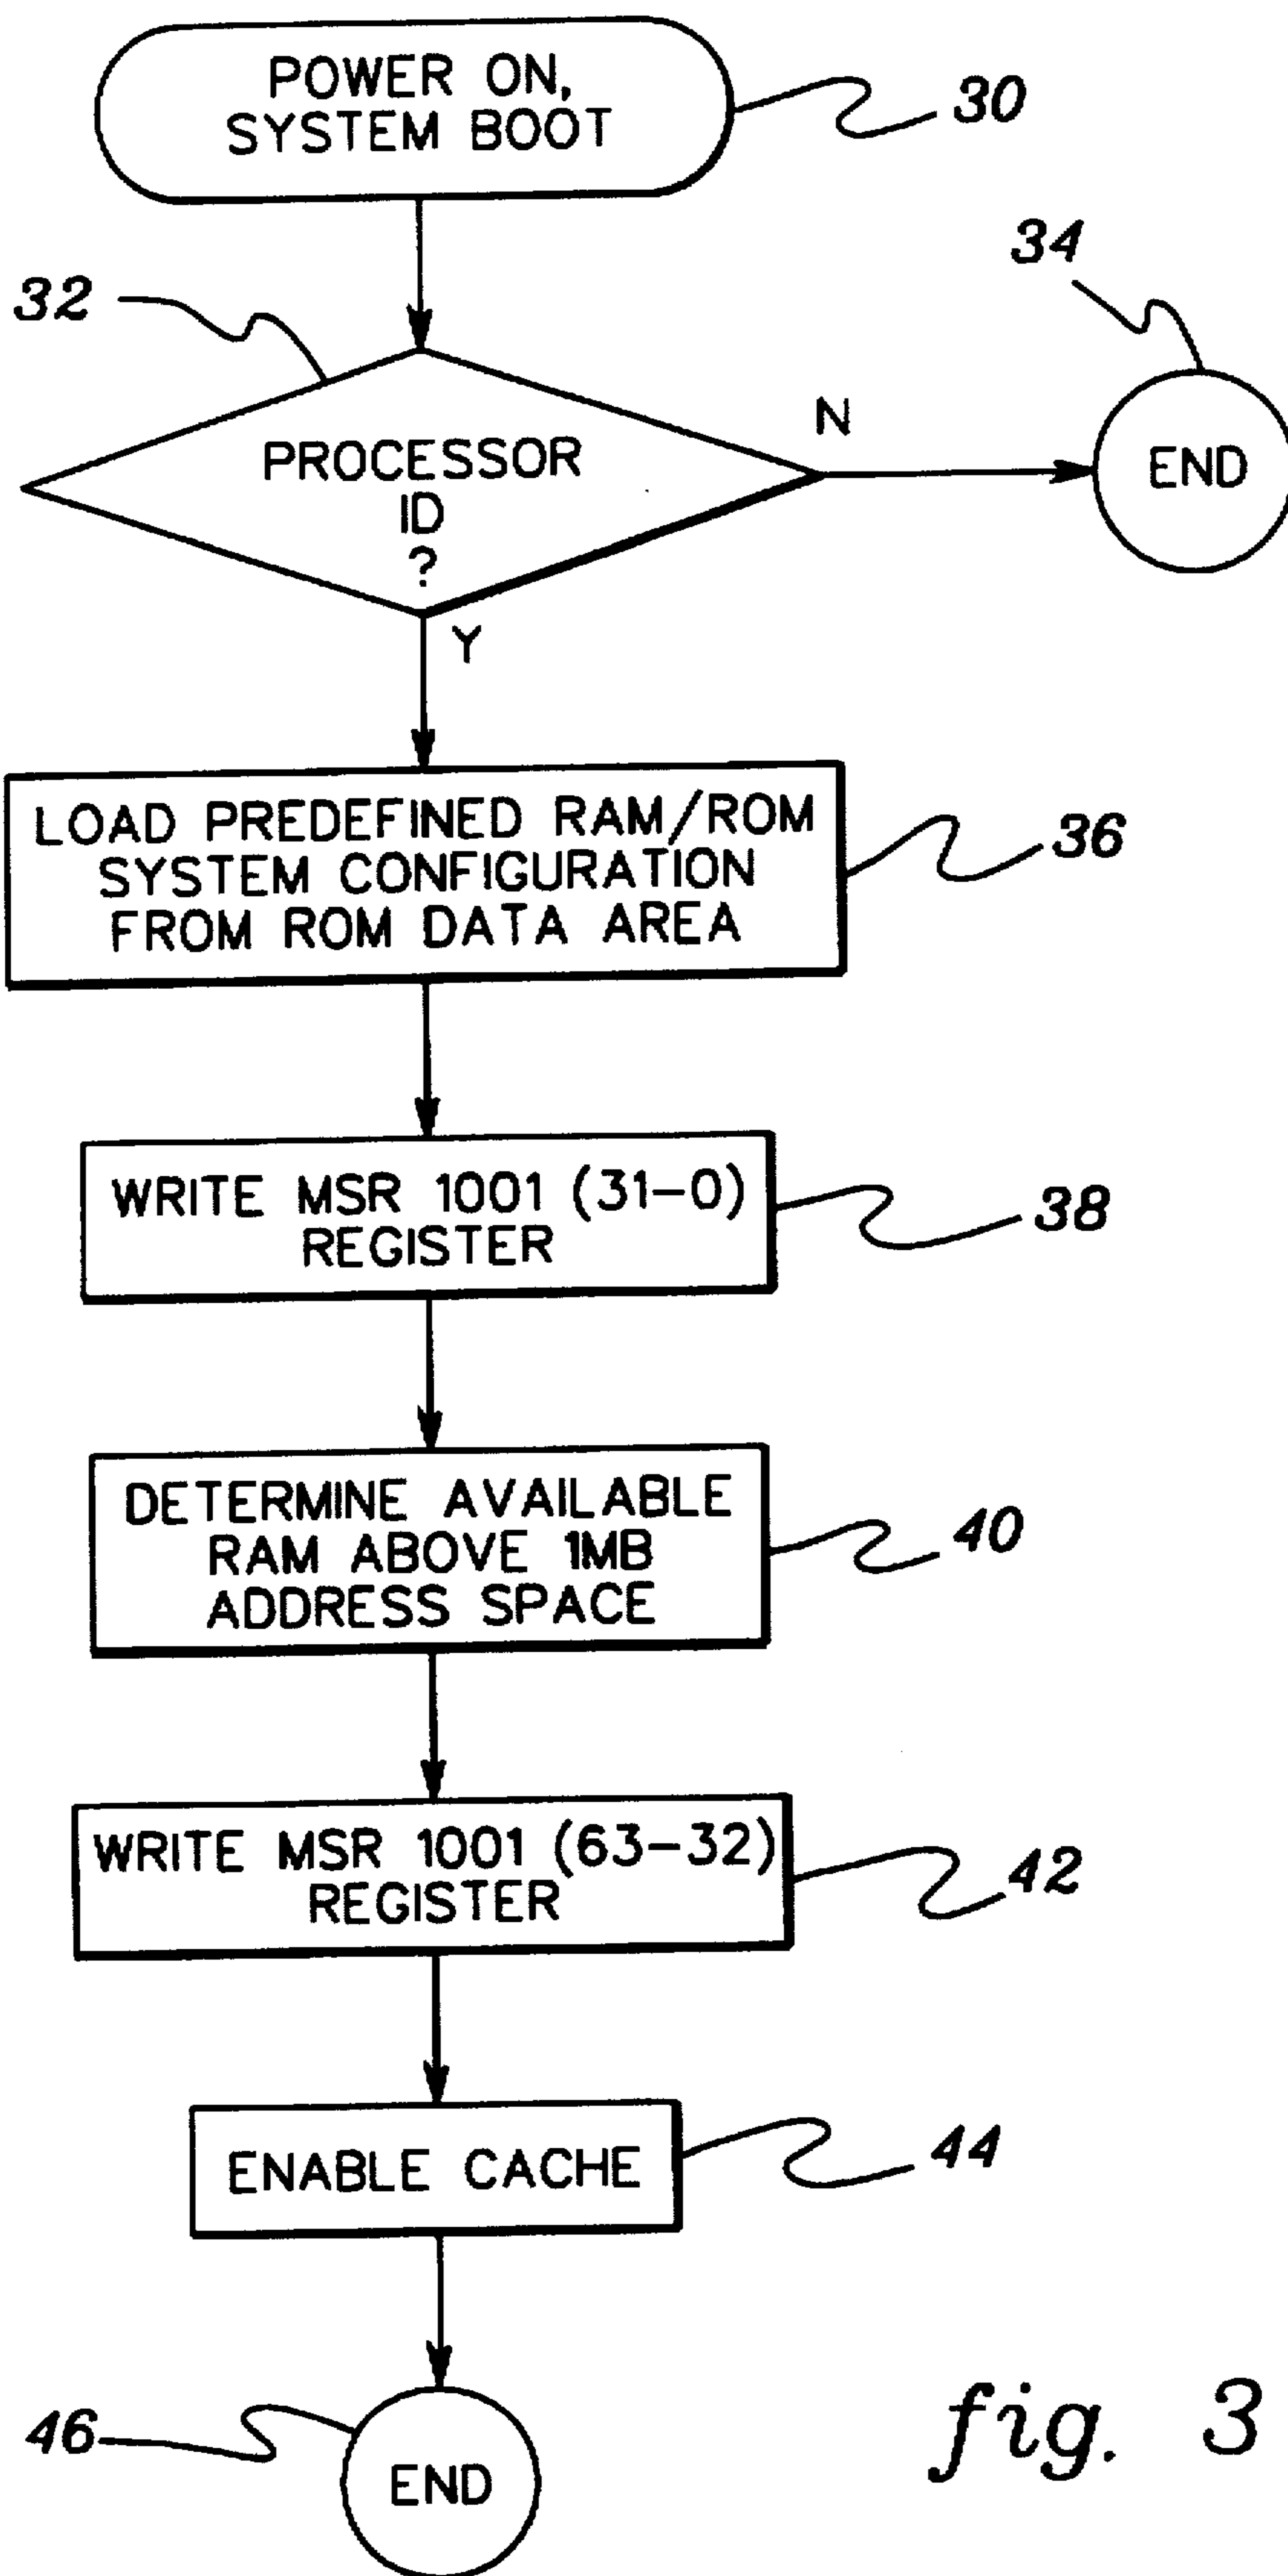 POWER ON,
SYSTEM BOOT
30
34
32
N
END
PROCESSOR
ID
?
Y
LOAD PREDEFINED RAM/ROM
SYSTEM CONFIGURATION
FROM ROM DATA AREA
36
WRITE MSR 1001 (31-0)
REGISTER
38
DETERMINE AVAILABLE
RAM ABOVE 1MB
ADDRESS SPACE
40
WRITE MSR 1001 (63-32)
REGISTER
42
ENABLE CACHE
44
46
END
fig. 3